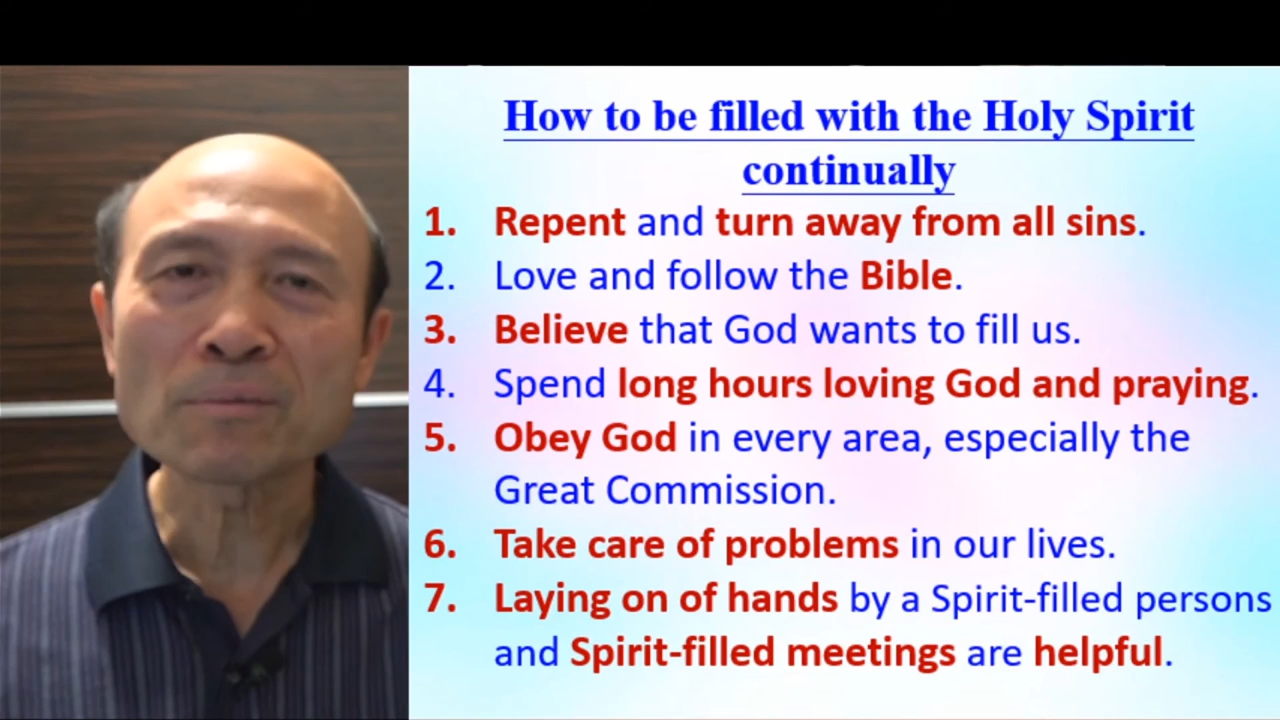 How to be filled with the Holy Spirit
continually
1. Repent and turn away from all sins.
2. Love and follow the Bible.
3. Believe that God wants to fill us.
4. Spend long hours loving God and praying.
5. Obey God in every area, especially the
Great Commission.
6. Take care of problems in our lives.
7. Laying on of hands by a Spirit-filled persons
and Spirit-filled meetings are helpful.